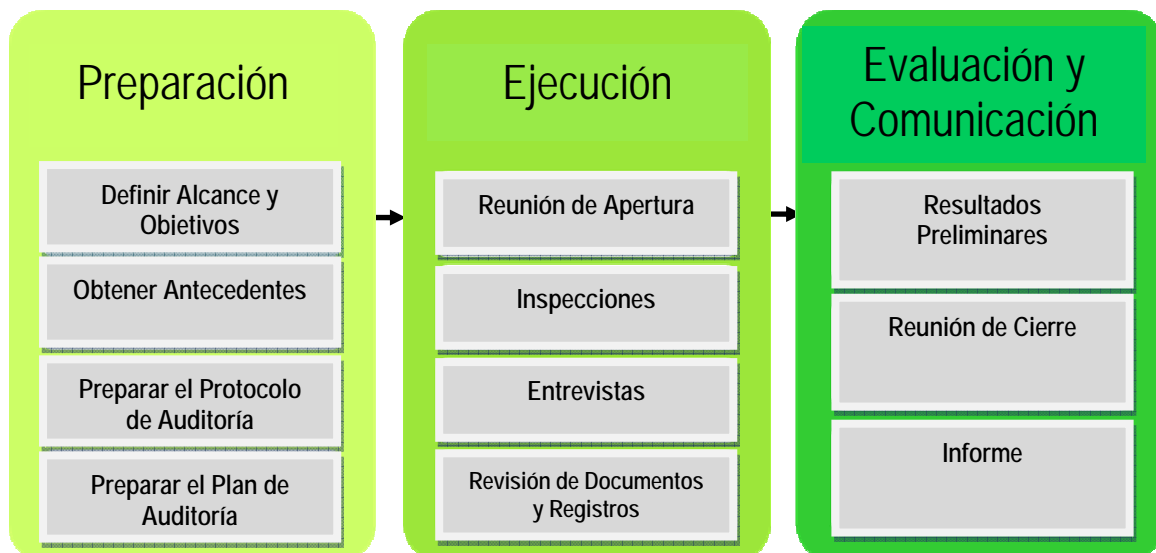 Preparación
Definir Alcance y
Objetivos
Obtener Antecedentes
Preparar el Protocolo
de Auditoría
Preparar el Plan de
Auditoría
Ejecución
Reunión de Apertura
Inspecciones
Entrevistas
Revisión de Documentos
y Registros
Evaluación y
Comunicación
Resultados
Preliminares
Reunión de Cierre
Informe